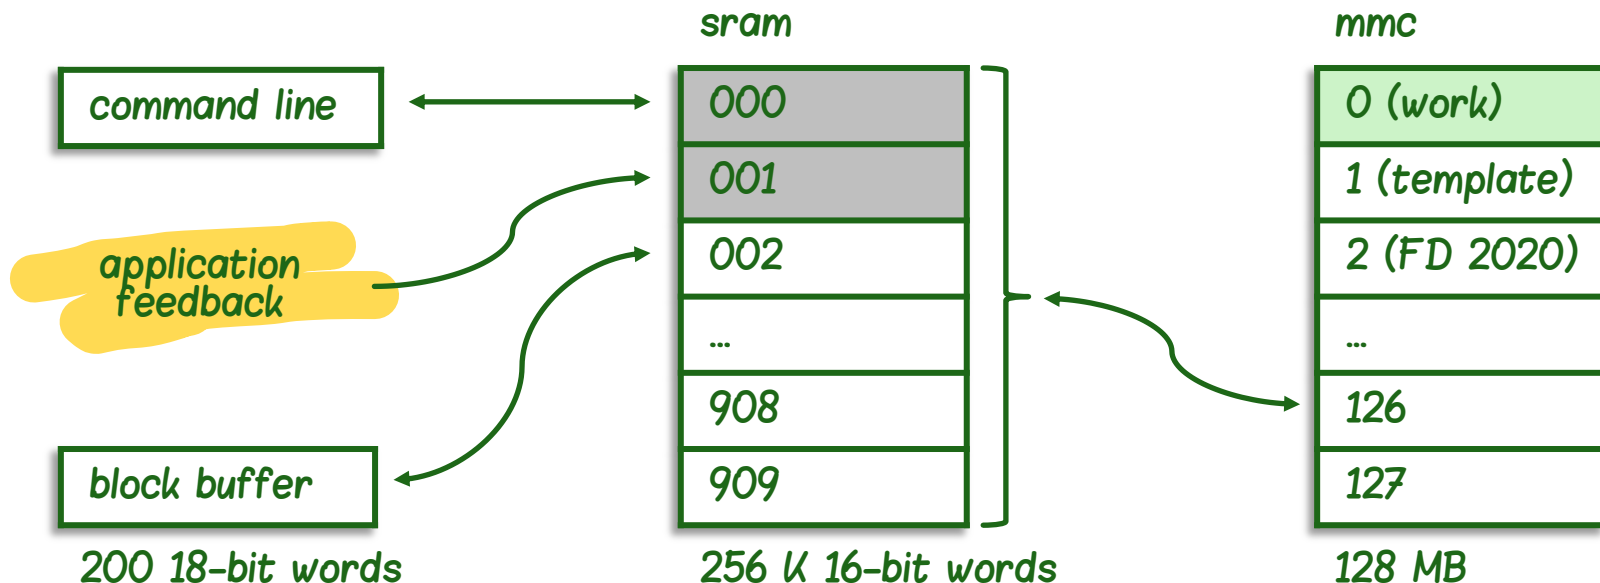 sram
mmc
command line
000
0 (work)
001
1 (template)
application
feedback
002
2 (FD 2020)
...
...
908
126
block buffer
909
127
200 18-bit words
256 K 16-bit words
128 MB